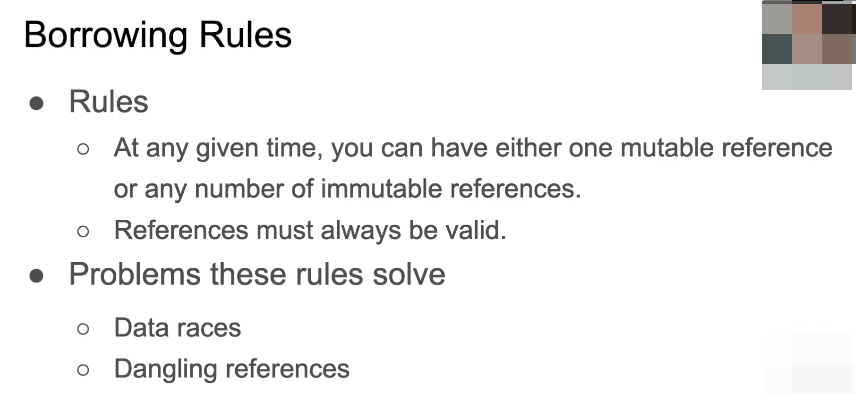 Borrowing Rules
● Rules
○ At any given time, you can have either one mutable reference
or any number of immutable references.
○ References must always be valid.
● Problems these rules solve
○ Data races
○ Dangling references